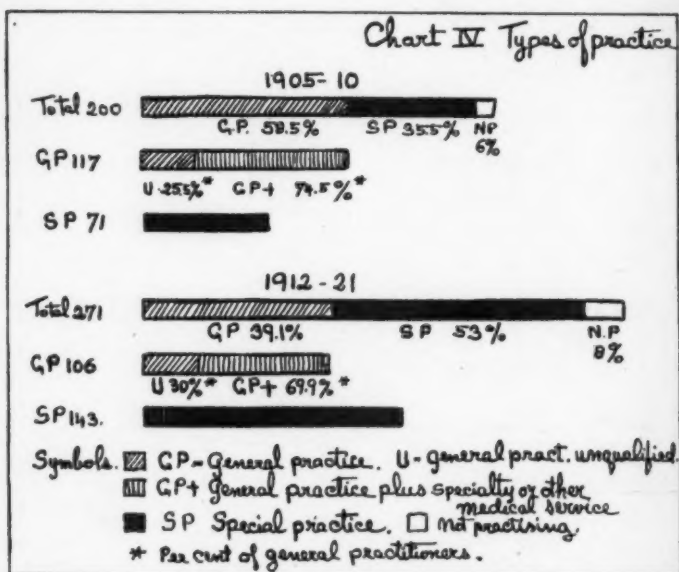 Chart IV Types of practice
1905-10
Total 200
GP. 58.5% SP 35.5% NP
6%
GP 117
U 25.5%* GP+ 74.5%*
SP 71
1912-21
Total 271
GP 39.1% SP 53% N.P
8%
GP 106
U 30%* GP+ 69.9% *
SP 143.
Symbols. GP - General practice. U - general pract. unqualified.
GP+ General practice plus specialty or other
medical service
SP Special practice. Not practising.
* Per cent of general practitioners.